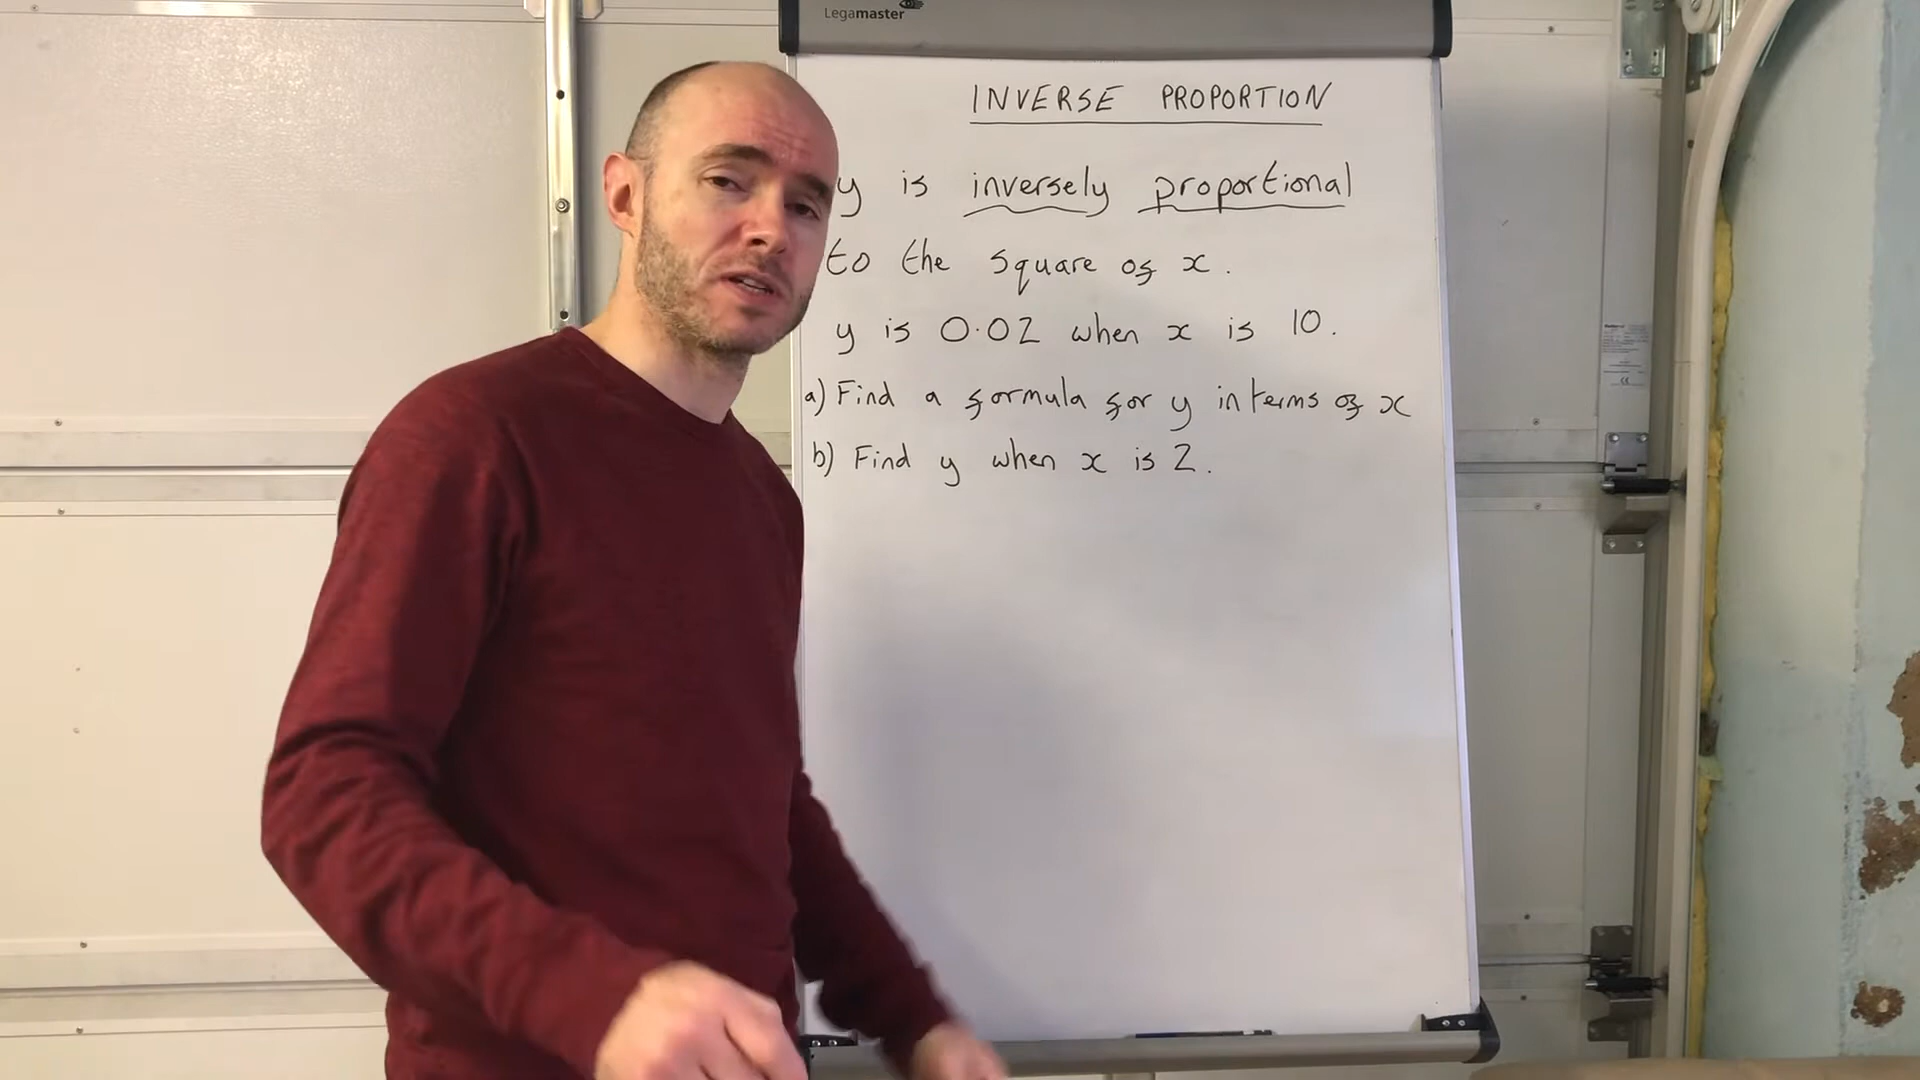 Legamaster
INVERSE PROPORTION
y is inversely proportional
to the square of x.
y is 0.02 when x is 10.
a) Find a formula for y in terms of x
b) Find y when x is 2.